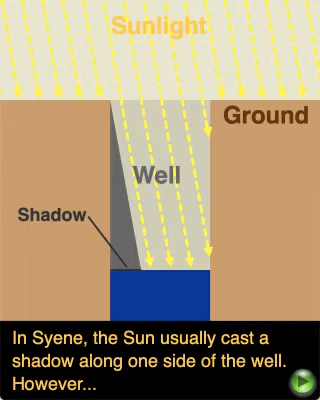 Sunlight
Ground
Well
Shadow
In Syene, the Sun usually cast a
shadow along one side of the well.
However...